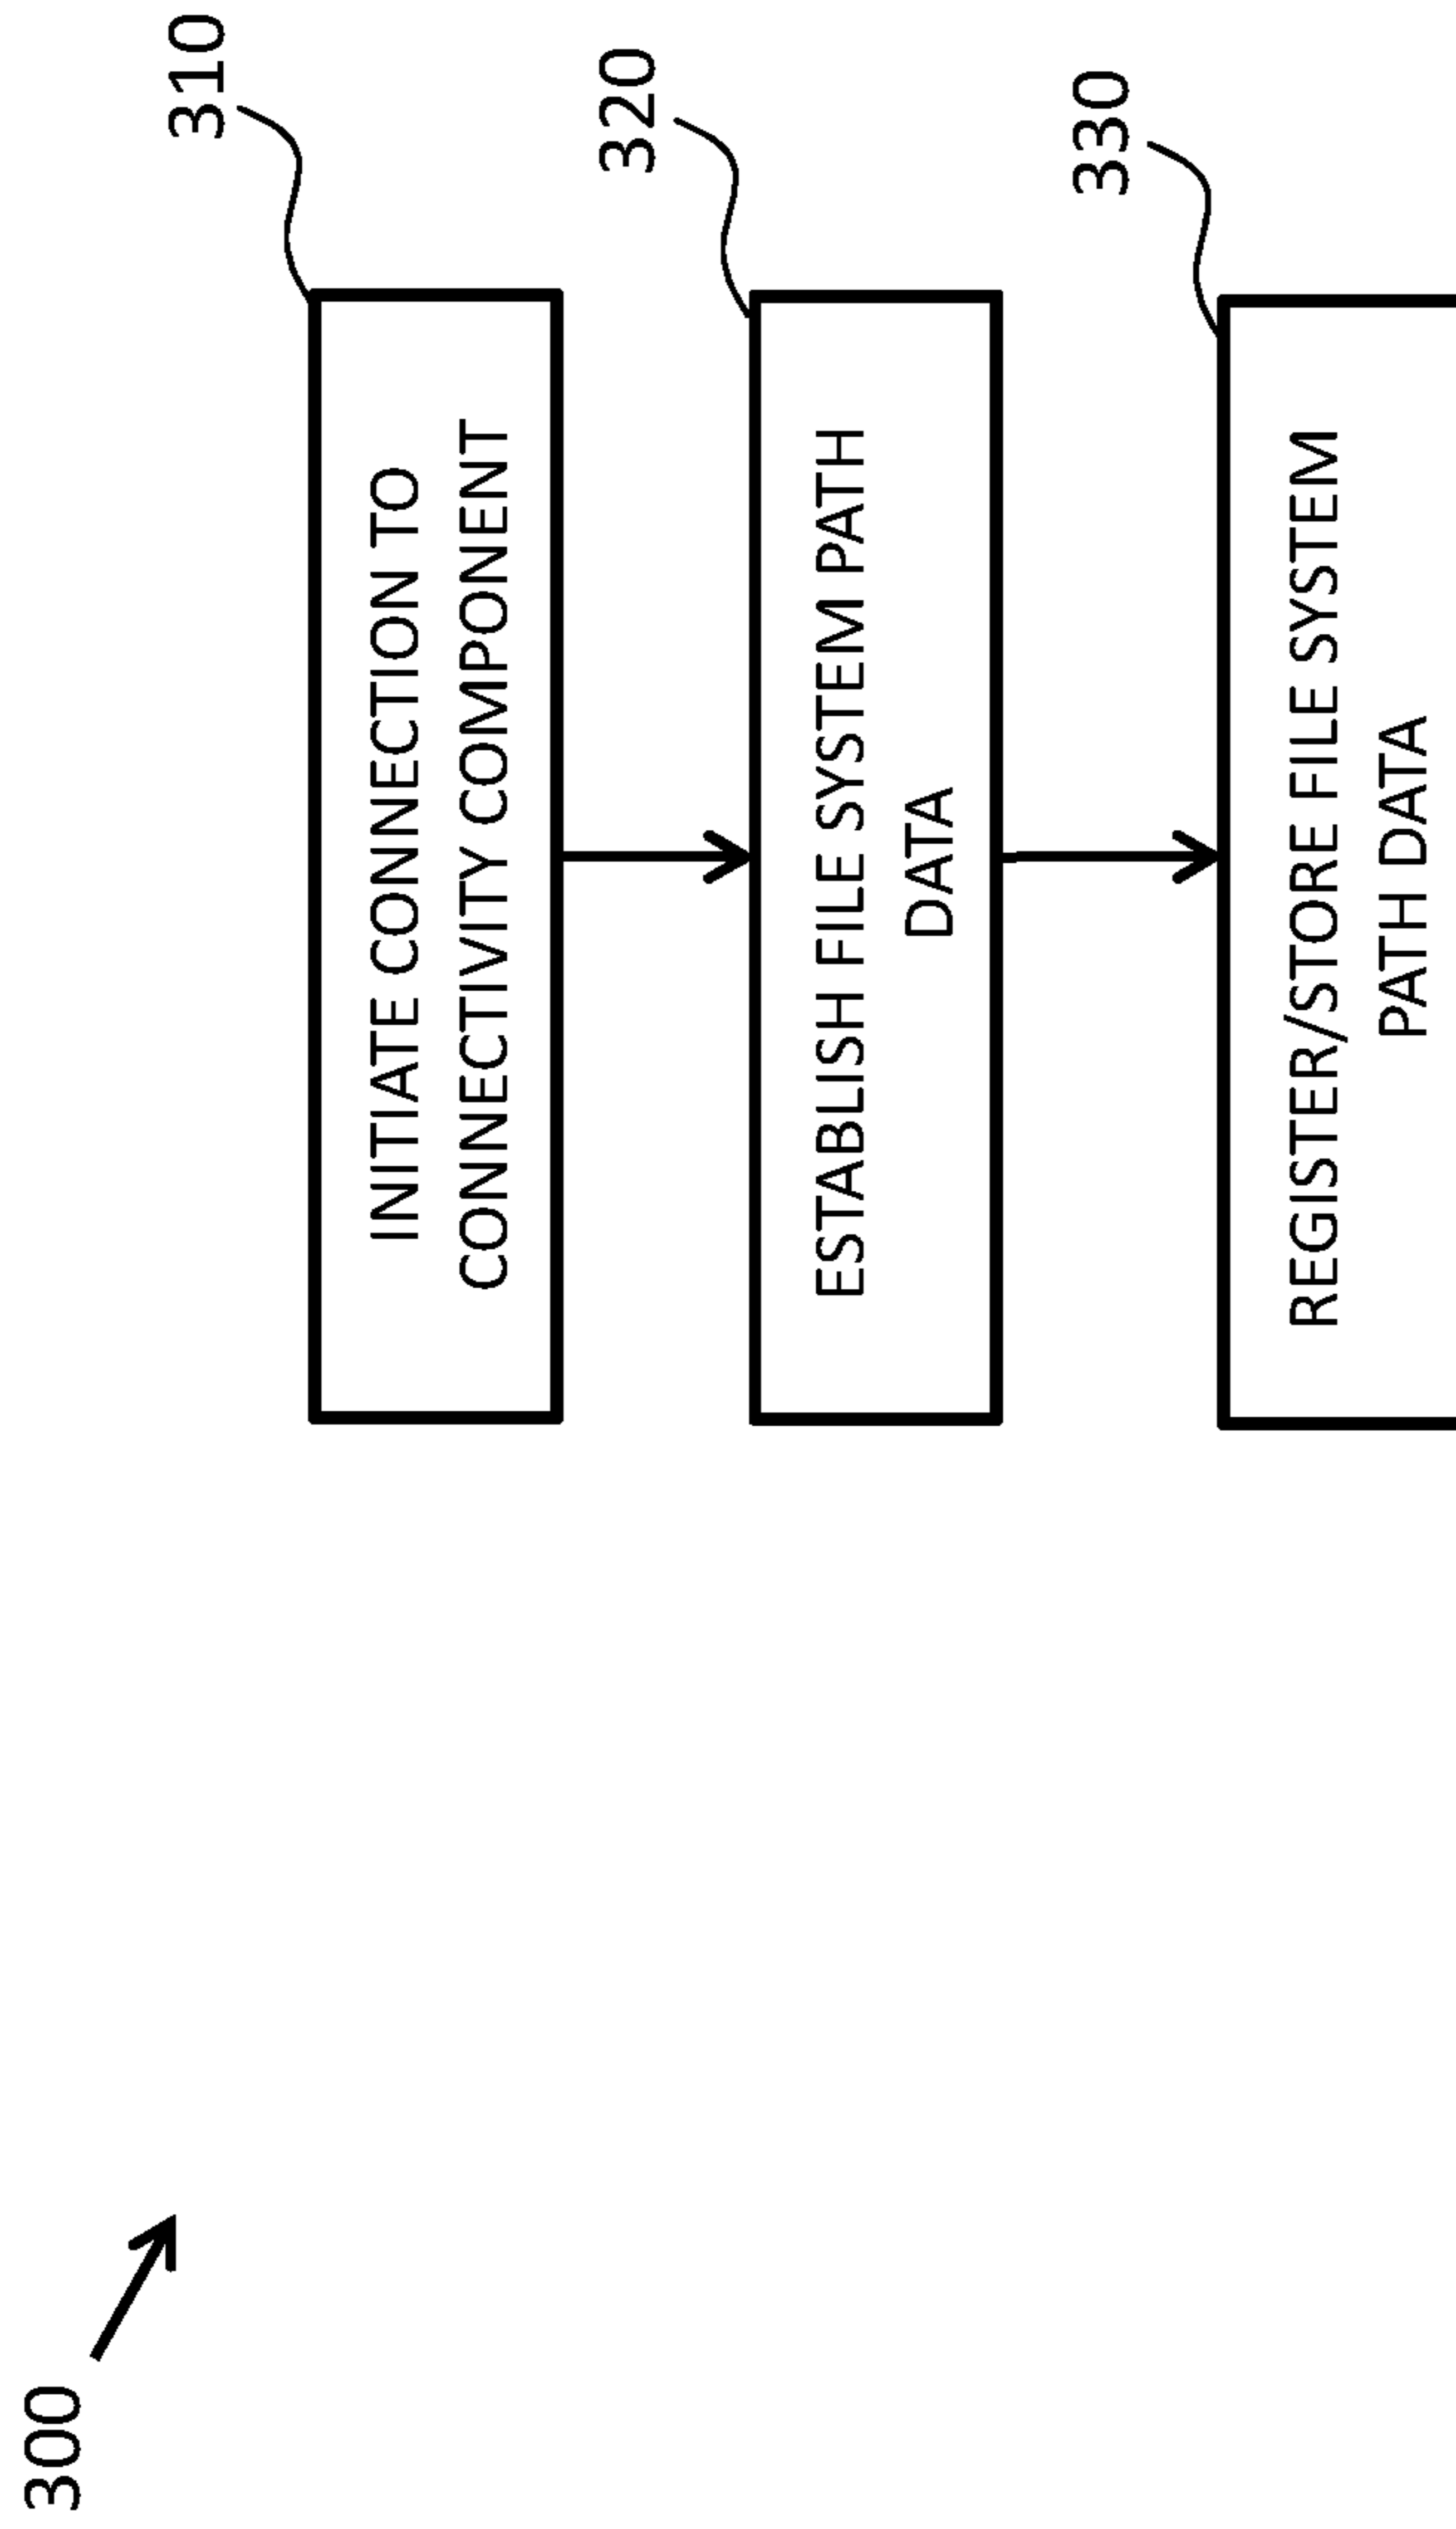 300
310
INITIATE CONNECTION TO
CONNECTIVITY COMPONENT
320
ESTABLISH FILE SYSTEM PATH
DATA
330
REGISTER/STORE FILE SYSTEM
PATH DATA